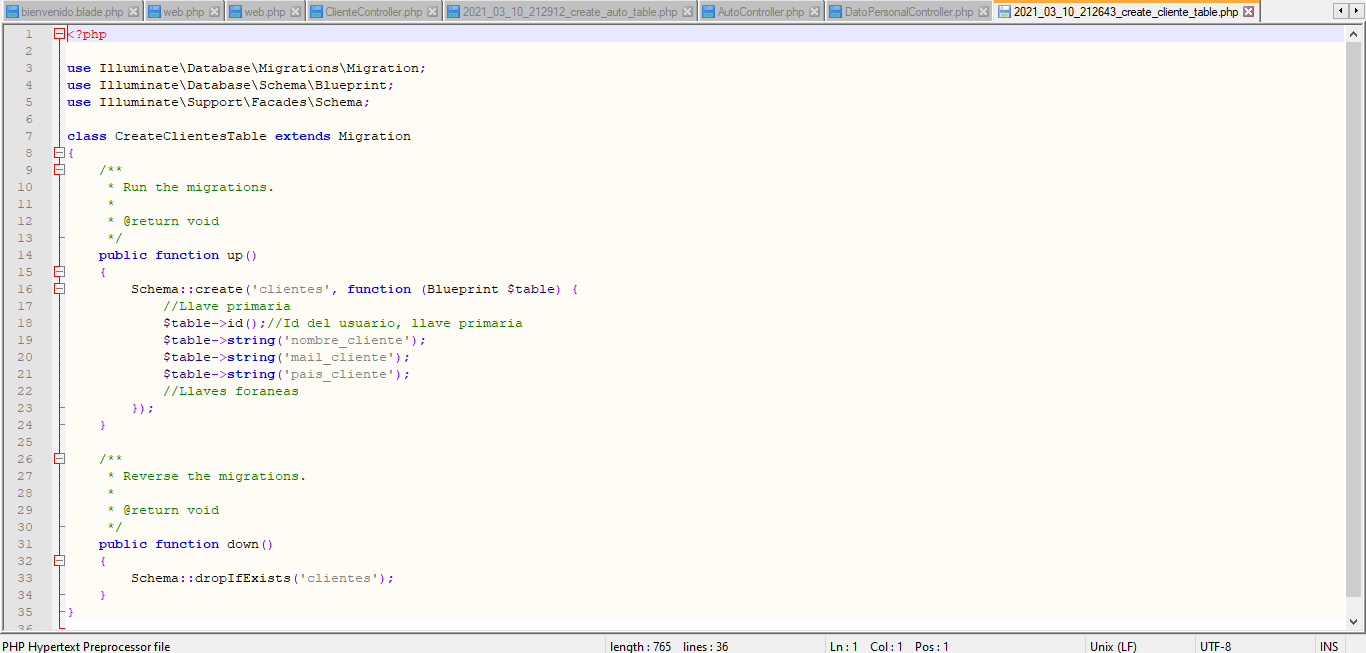 bienvenido.blade.php web.php web.php ClienteController.php 2021_03_10_212912_create_auto_table.php AutoController.php DatoPersonalController.php 2021_03_10_212643_create_cliente_table.php
1 <?php
2
3 use Illuminate\Database\Migrations\Migration;
4 use Illuminate\Database\Schema\Blueprint;
5 use Illuminate\Support\Facades\Schema;
6
7 class CreateClientesTable extends Migration
8 {
9     /**
10      * Run the migrations.
11      *
12      * @return void
13      */
14     public function up()
15     {
16         Schema::create('clientes', function (Blueprint $table) {
17             //Llave primaria
18             $table->id();//Id del usuario, llave primaria
19             $table->string('nombre_cliente');
20             $table->string('mail_cliente');
21             $table->string('pais_cliente');
22             //Llaves foraneas
23         });
24     }
25
26     /**
27      * Reverse the migrations.
28      *
29      * @return void
30      */
31     public function down()
32     {
33         Schema::dropIfExists('clientes');
34     }
35 }
36
PHP Hypertext Preprocessor file length : 765 lines : 36 Ln : 1 Col : 1 Pos : 1 Unix (LF) UTF-8 INS